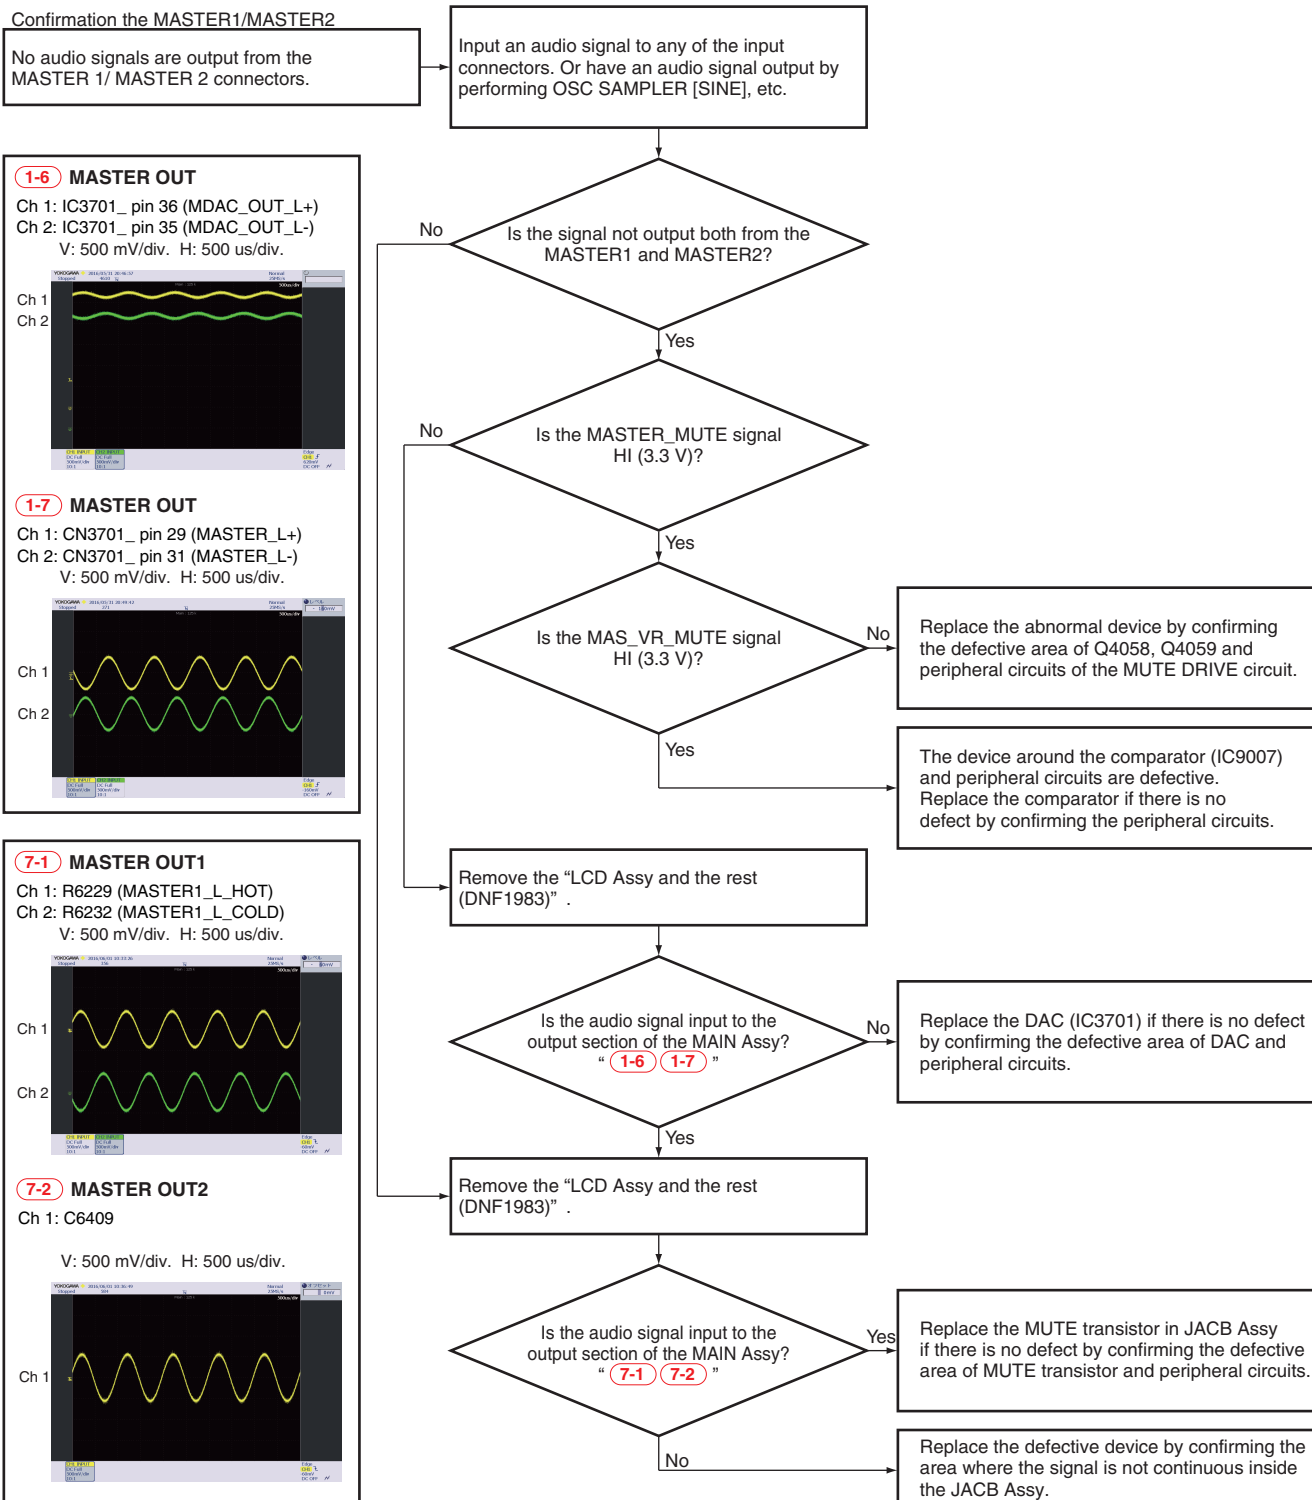 Confirmation the MASTER1/MASTER2
No audio signals are output from the
MASTER 1/ MASTER 2 connectors.
Input an audio signal to any of the input
connectors. Or have an audio signal output by
performing OSC SAMPLER [SINE], etc.
1-6 MASTER OUT
Ch 1: IC3701_ pin 36 (MDAC_OUT_L+)
Ch 2: IC3701_ pin 35 (MDAC_OUT_L-)
V: 500 mV/div. H: 500 us/div.
Ch 1
Ch 2
1-7 MASTER OUT
Ch 1: CN3701_ pin 29 (MASTER_L+)
Ch 2: CN3701_ pin 31 (MASTER_L-)
V: 500 mV/div. H: 500 us/div.
Ch 1
Ch 2
7-1 MASTER OUT1
Ch 1: R6229 (MASTER1_L_HOT)
Ch 2: R6232 (MASTER1_L_COLD)
V: 500 mV/div. H: 500 us/div.
Ch 1
Ch 2
7-2 MASTER OUT2
Ch 1: C6409
V: 500 mV/div. H: 500 us/div.
Ch 1
No
Is the signal not output both from the
MASTER1 and MASTER2?
Yes
No
Is the MASTER_MUTE signal
HI (3.3 V)?
Yes
Is the MAS_VR_MUTE signal
HI (3.3 V)?
No
Replace the abnormal device by confirming
the defective area of Q4058, Q4059 and
peripheral circuits of the MUTE DRIVE circuit.
Yes
The device around the comparator (IC9007)
and peripheral circuits are defective.
Replace the comparator if there is no
defect by confirming the peripheral circuits.
Remove the “LCD Assy and the rest
(DNF1983)” .
Is the audio signal input to the
output section of the MAIN Assy?
“ 1-6 1-7 ”
No
Replace the DAC (IC3701) if there is no defect
by confirming the defective area of DAC and
peripheral circuits.
Yes
Remove the “LCD Assy and the rest
(DNF1983)” .
Is the audio signal input to the
output section of the MAIN Assy?
“ 7-1 7-2 ”
Yes
Replace the MUTE transistor in JACB Assy
if there is no defect by confirming the defective
area of MUTE transistor and peripheral circuits.
No
Replace the defective device by confirming the
area where the signal is not continuous inside
the JACB Assy.